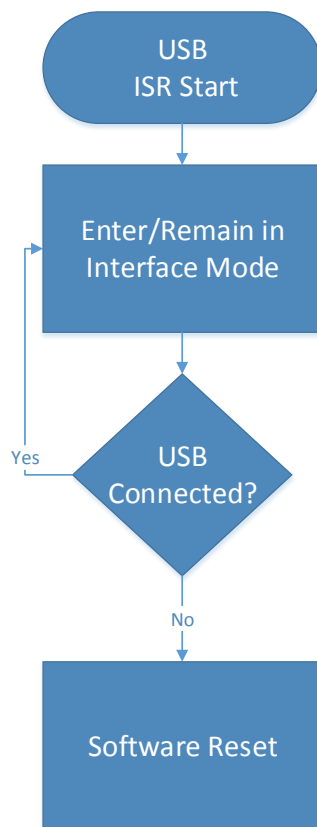 USB
ISR Start
Enter/Remain in
Interface Mode
USB
Connected?
Yes
No
Software Reset